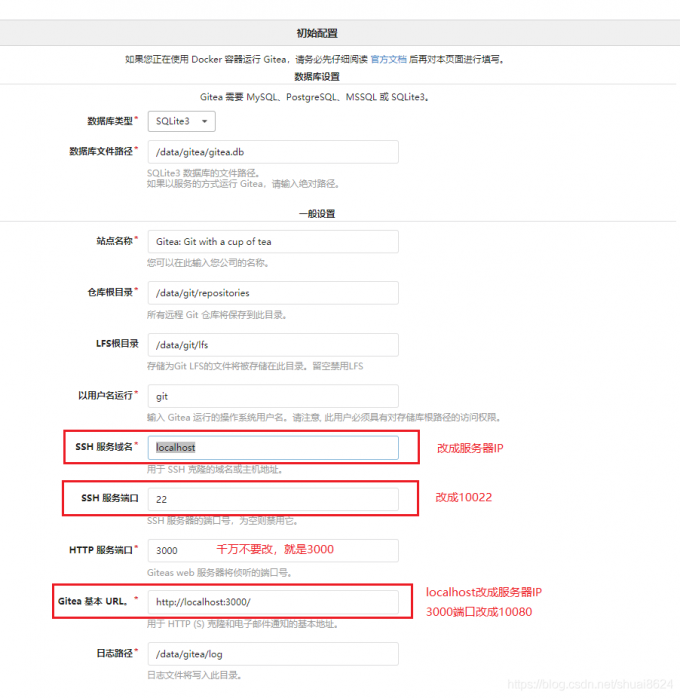 初始配置
如果您正在使用 Docker 容器运行 Gitea，请务必先仔细阅读 官方文档 后再对本页面进行填写。
数据库设置
Gitea 需要 MySQL、PostgreSQL、MSSQL 或 SQLite3。
数据库类型* SQLite3
数据库文件路径* /data/gitea/gitea.db
SQLite3 数据库的文件路径。
如果以服务的方式运行 Gitea，请输入绝对路径。
一般设置
站点名称* Gitea: Git with a cup of tea
您可以在此输入您公司的名称。
仓库根目录* /data/git/repositories
所有远程 Git 仓库将保存到此目录。
LFS根目录 /data/git/lfs
存储为Git LFS的文件将被存储在此目录。留空禁用LFS
以用户名运行* git
输入 Gitea 运行的操作系统用户名。请注意, 此用户必须具有对存储库根路径的访问权限。
SSH 服务域名* localhost 改成服务器IP
用于 SSH 克隆的域名或主机地址。
SSH 服务端口 22 改成10022
SSH 服务器的端口号，为空则禁用它。
HTTP 服务端口* 3000 千万不要改，就是3000
Giteas web 服务器将侦听的端口号。
Gitea 基本 URL。* http://localhost:3000/ localhost改成服务器IP
3000端口改成10080
用于 HTTP (S) 克隆和电子邮件通知的基本地址。
日志路径* /data/gitea/log
日志文件将写入此目录。
https://blog.csdn.net/shuai8624